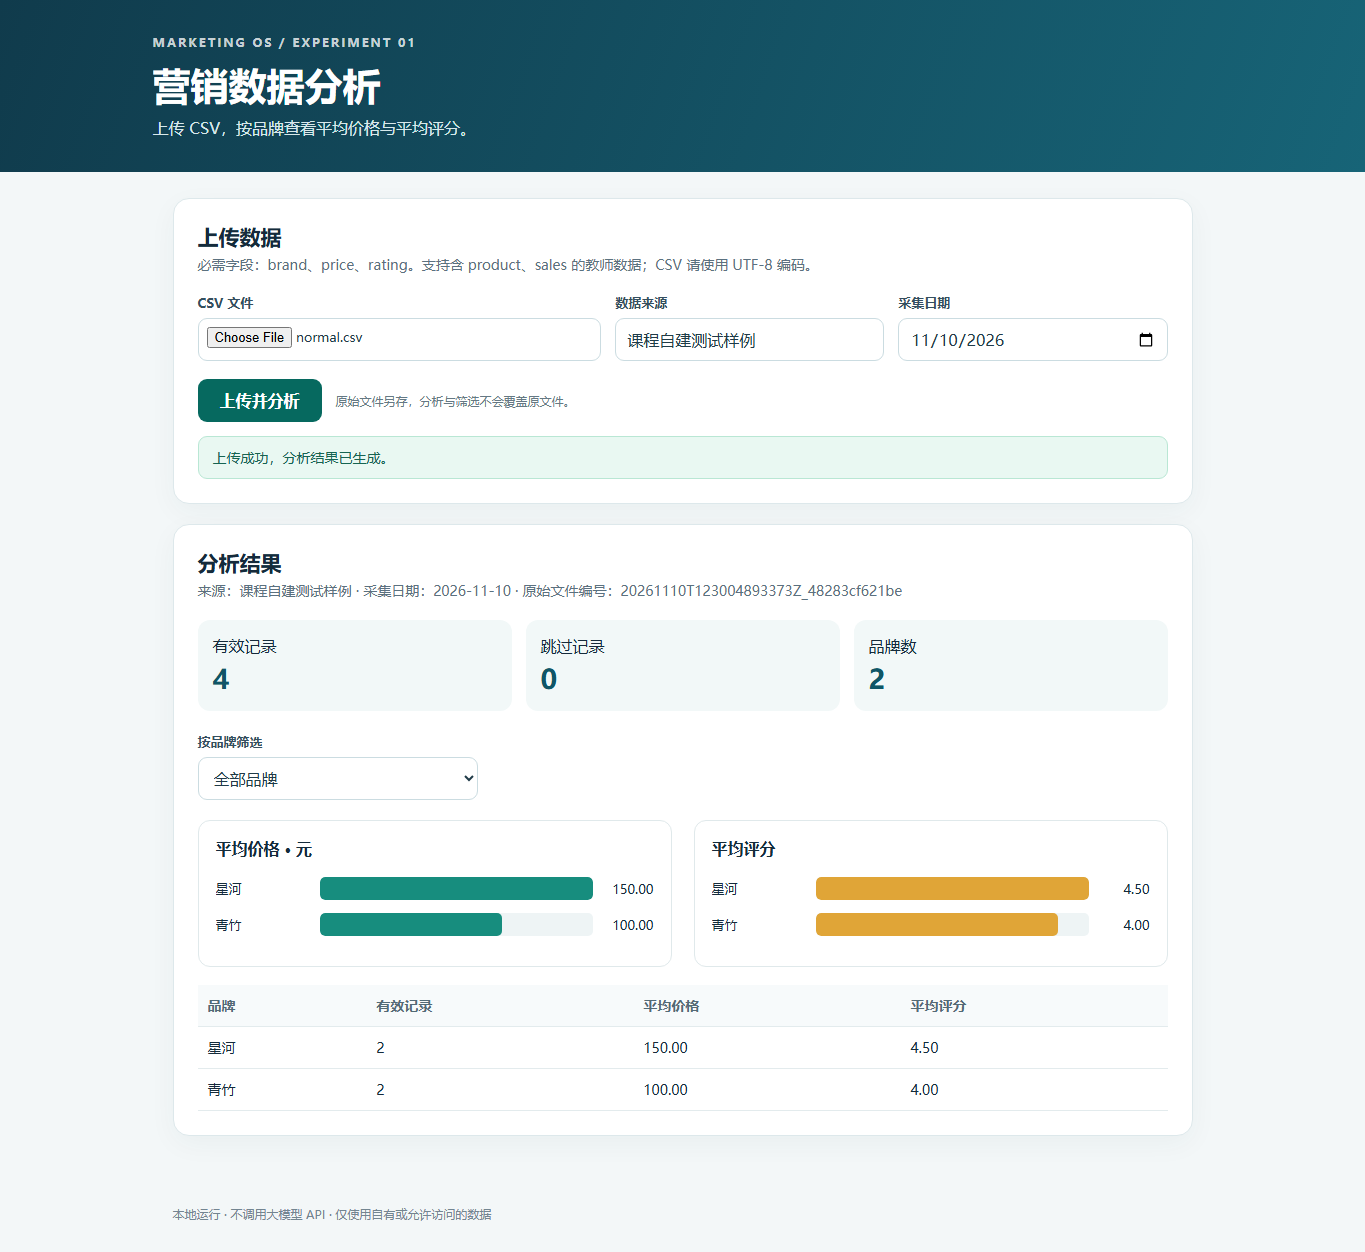 MARKETING OS / EXPERIMENT 01
营销数据分析
上传 CSV，按品牌查看平均价格与平均评分。
上传数据
必需字段：brand、price、rating。支持含 product、sales 的教师数据；CSV 请使用 UTF-8 编码。
CSV 文件
数据来源
采集日期
Choose File normal.csv
课程自建测试样例
11/10/2026
上传并分析
原始文件另存，分析与筛选不会覆盖原文件。
上传成功，分析结果已生成。
分析结果
来源：课程自建测试样例 · 采集日期：2026-11-10 · 原始文件编号：20261110T123004893373Z_48283cf621be
有效记录
4
跳过记录
0
品牌数
2
按品牌筛选
全部品牌
平均价格 • 元
星河 150.00
青竹 100.00
平均评分
星河 4.50
青竹 4.00
品牌 有效记录 平均价格 平均评分
星河 2 150.00 4.50
青竹 2 100.00 4.00
本地运行 · 不调用大模型 API · 仅使用自有或允许访问的数据